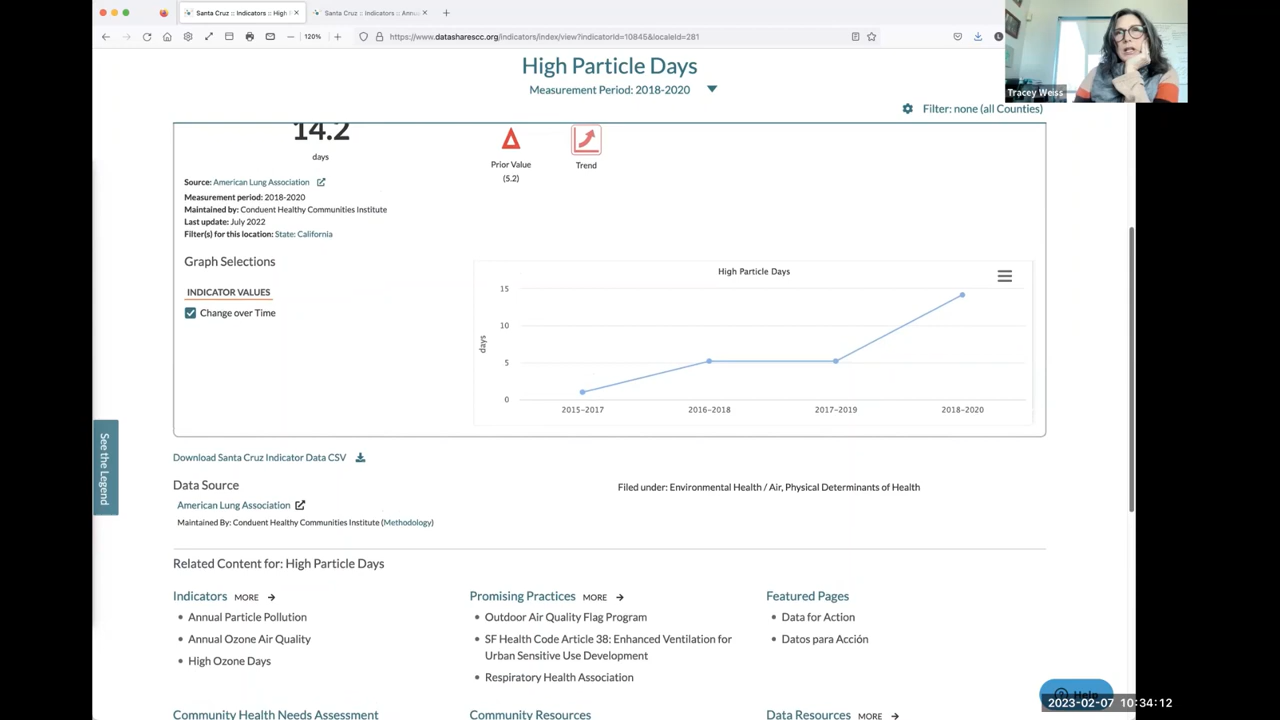 Santa Cruz :: Indicators :: High
Santa Cruz :: Indicators :: Annu
120%
https://www.datasharescc.org/indicators/index/view?indicatorId=10845&localeId=281
Tracey Weiss
High Particle Days
Measurement Period: 2018-2020
Filter: none (all Counties)
14.2
days
Prior Value
(5.2)
Trend
Source: American Lung Association
Measurement period: 2018-2020
Maintained by: Conduent Healthy Communities Institute
Last update: July 2022
Filter(s) for this location: State: California
Graph Selections
INDICATOR VALUES
Change over Time
High Particle Days
days
15
10
5
0
2015-2017
2016-2018
2017-2019
2018-2020
See the Legend
Download Santa Cruz Indicator Data CSV
Data Source
American Lung Association
Maintained By: Conduent Healthy Communities Institute (Methodology)
Filed under: Environmental Health / Air, Physical Determinants of Health
Related Content for: High Particle Days
Indicators MORE
Annual Particle Pollution
Annual Ozone Air Quality
High Ozone Days
Promising Practices MORE
Outdoor Air Quality Flag Program
SF Health Code Article 38: Enhanced Ventilation for
Urban Sensitive Use Development
Respiratory Health Association
Featured Pages
Data for Action
Datos para Acción
Community Health Needs Assessment
Community Resources
Data Resources MORE
Help
2023-02-07 10:34:12